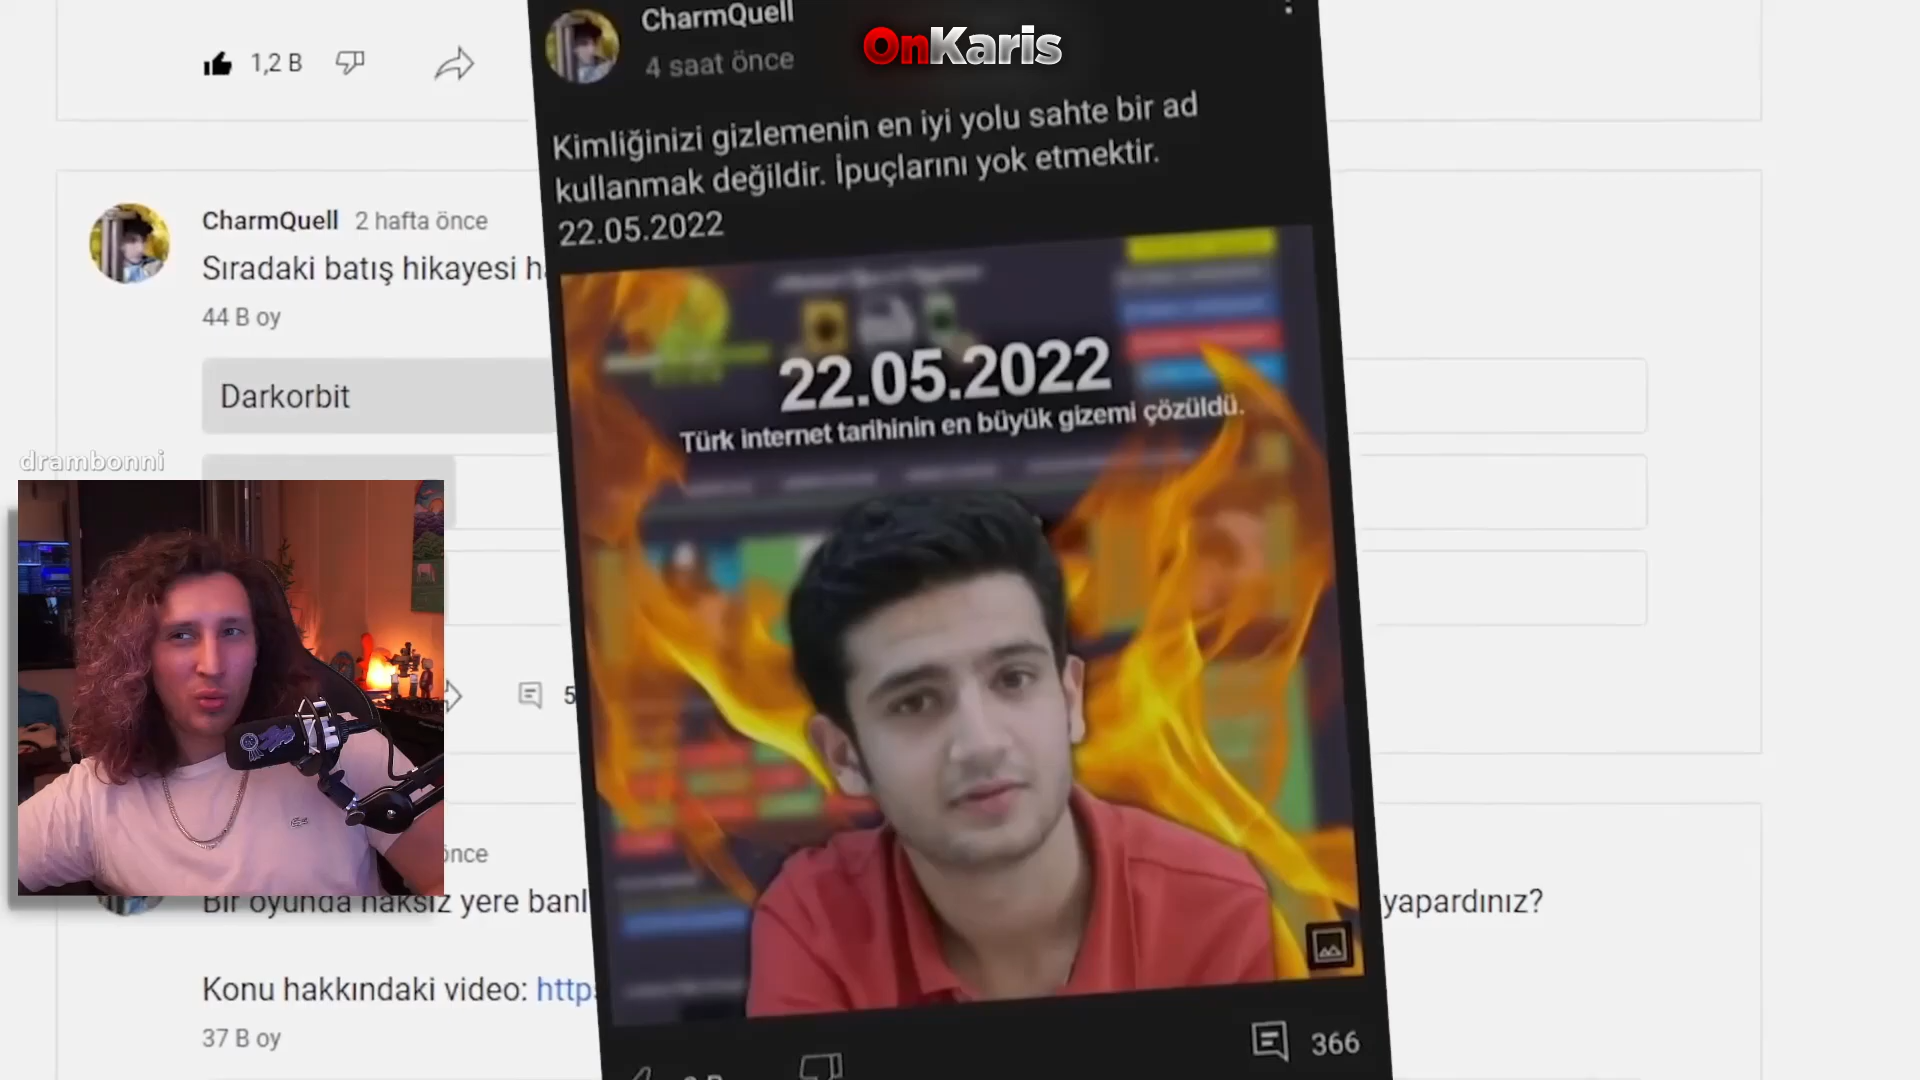 CharmQuell
4 saat önce
OnKaris
Kimliğinizi gizlemenin en iyi yolu sahte bir ad
kullanmak değildir. İpuçlarını yok etmektir.
22.05.2022
22.05.2022
Türk internet tarihinin en büyük gizemi çözüldü.
366
1,2 B
CharmQuell 2 hafta önce
Sıradaki batış hikayesi
44 B oy
Darkorbit
drambonni
5
önce
Bir oyunda haksız yere banl
yapardınız?
Konu hakkındaki video: http
37 B oy